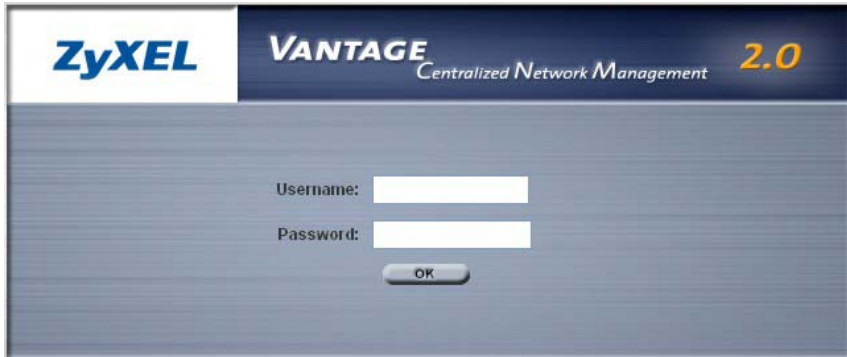 ZyXEL
VANTAGE 2.0
Centralized Network Management
Username:
Password:
OK